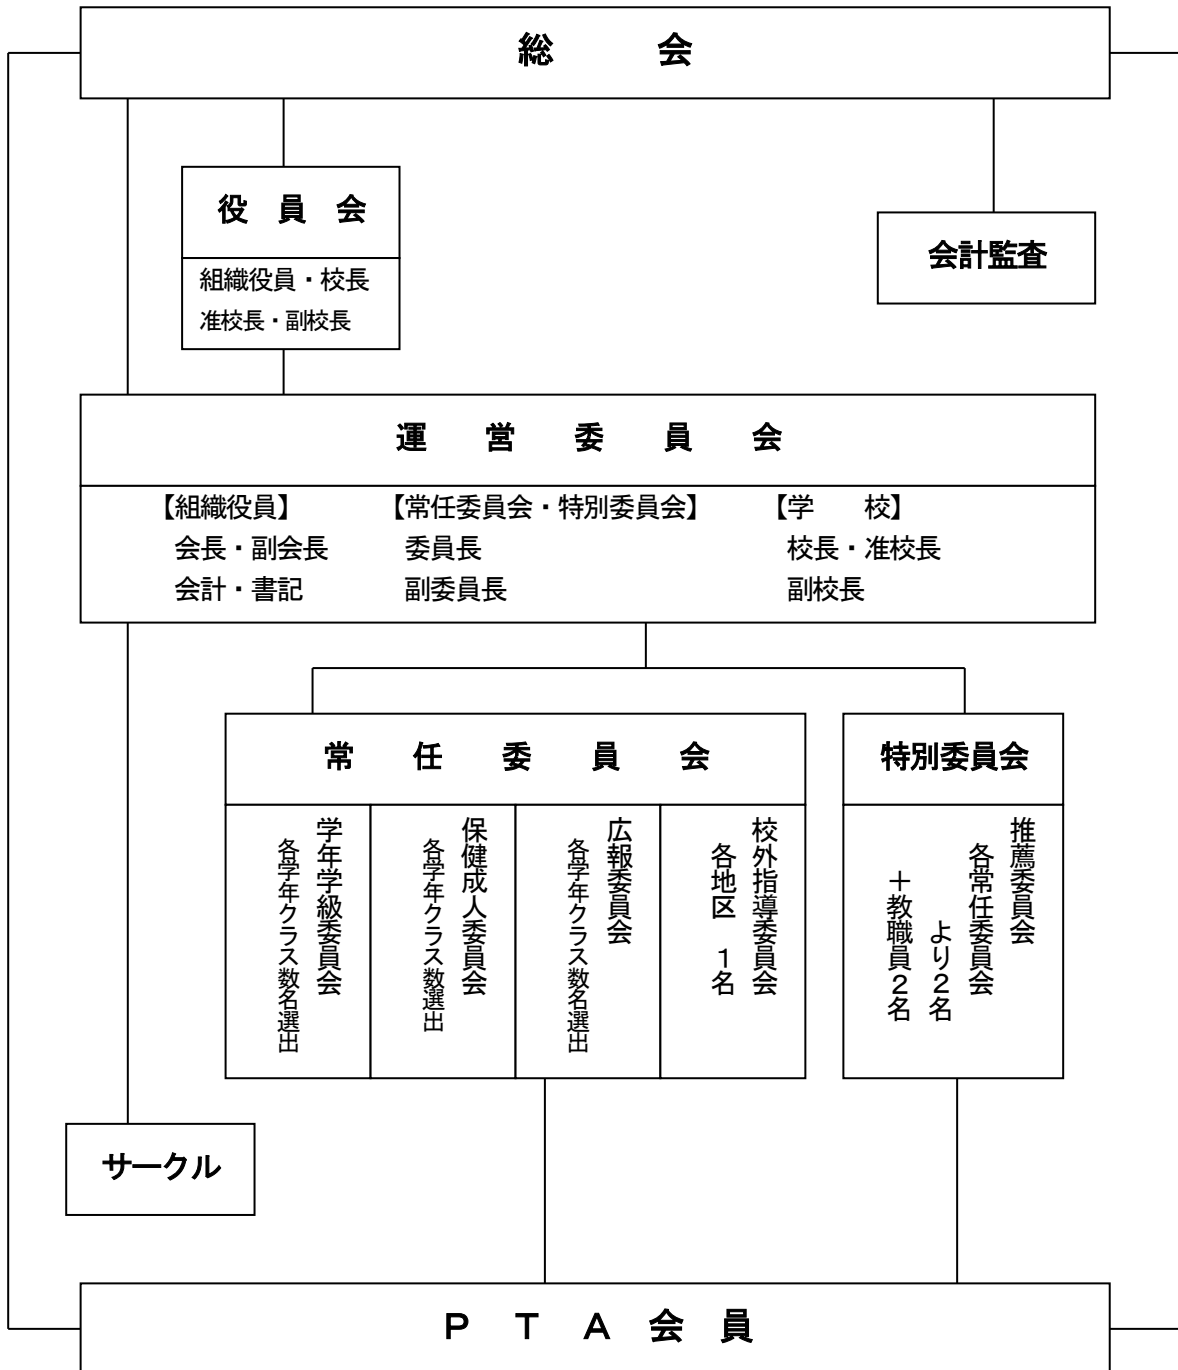 総　会
役　員　会
組織役員・校長
准校長・副校長
会計監査
運　営　委　員　会
【組織役員】
会長・副会長
会計・書記
【常任委員会・特別委員会】
委員長
副委員長
【学　校】
校長・准校長
副校長
常　任　委　員　会
学年学級委員会
各学年クラス数名選出
保健成人委員会
各学年クラス数選出
広報委員会
各学年クラス数名選出
校外指導委員会
各地区　１名
特別委員会
推薦委員会
各常任委員会
より２名
＋教職員２名
サークル
Ｐ　Ｔ　Ａ　会　員